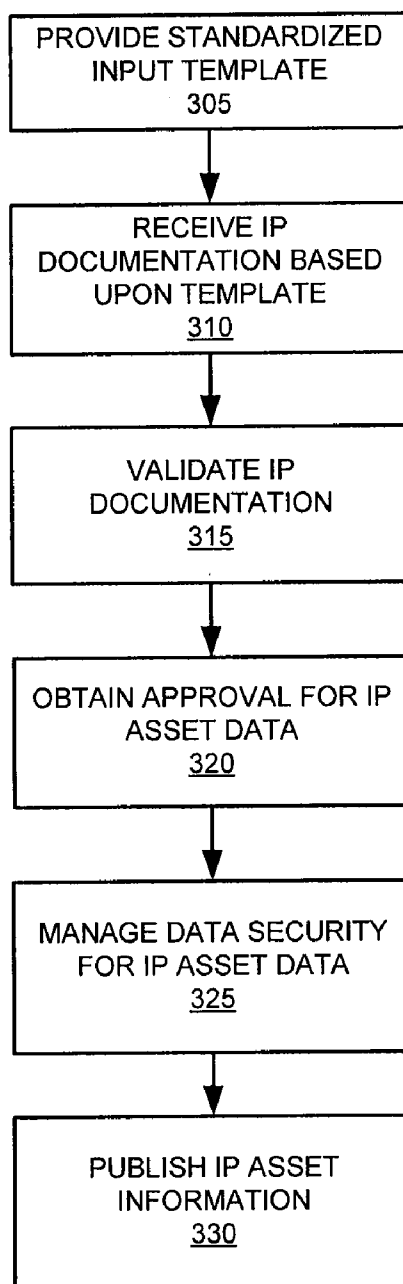 PROVIDE STANDARDIZED
INPUT TEMPLATE
305
RECEIVE IP
DOCUMENTATION BASED
UPON TEMPLATE
310
VALIDATE IP
DOCUMENTATION
315
OBTAIN APPROVAL FOR IP
ASSET DATA
320
MANAGE DATA SECURITY
FOR IP ASSET DATA
325
PUBLISH IP ASSET
INFORMATION
330